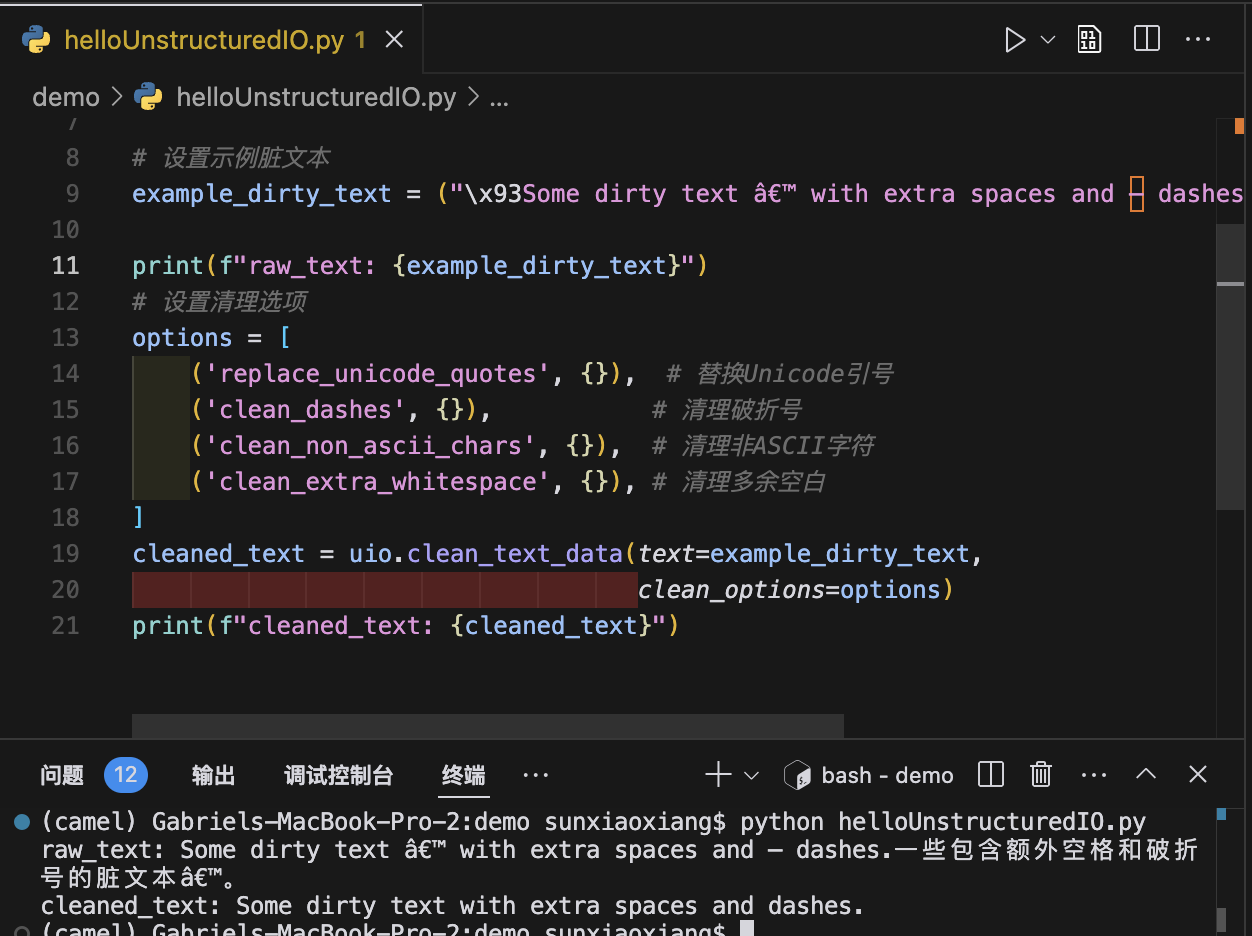 helloUnstructuredIO.py 1
demo > helloUnstructuredIO.py > ...
7
8 # 设置示例脏文本
9 example_dirty_text = ("\x93Some dirty text â€™ with extra spaces and – dashes
10
11 print(f"raw_text: {example_dirty_text}")
12 # 设置清理选项
13 options = [
14 ('replace_unicode_quotes', {}), # 替换Unicode引号
15 ('clean_dashes', {}), # 清理破折号
16 ('clean_non_ascii_chars', {}), # 清理非ASCII字符
17 ('clean_extra_whitespace', {}), # 清理多余空白
18 ]
19 cleaned_text = uio.clean_text_data(text=example_dirty_text,
20 clean_options=options)
21 print(f"cleaned_text: {cleaned_text}")
问题 12 输出 调试控制台 终端 ... bash - demo
(camel) Gabriels-MacBook-Pro-2:demo sunxiaoxiang$ python helloUnstructuredIO.py
raw_text: Some dirty text â€™ with extra spaces and – dashes.一些包含额外空格和破折
号的脏文本â€™。
cleaned_text: Some dirty text with extra spaces and dashes.
(camel) Gabriels-MacBook-Pro-2:demo sunxiaoxiang$